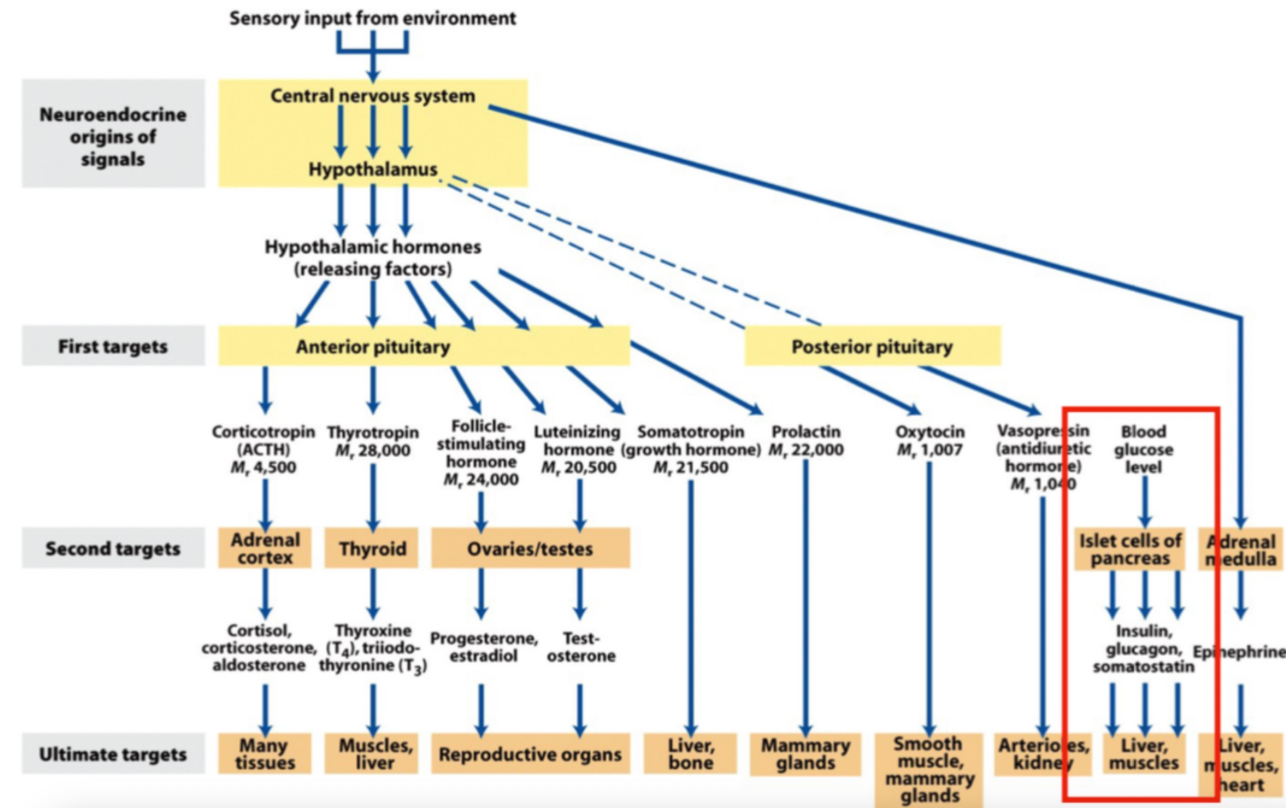 Sensory input from environment
Neuroendocrine
origins of
signals
Central nervous system
Hypothalamus
Hypothalamic hormones
(releasing factors)
First targets
Anterior pituitary
Posterior pituitary
Corticotropin
(ACTH)
Mr 4,500
Thyrotropin
Mr 28,000
Follicle-
stimulating
hormone
Mr 24,000
Luteinizing
hormone
Mr 20,500
Somatotropin
(growth hormone)
Mr 21,500
Prolactin
Mr 22,000
Oxytocin
Mr 1,007
Vasopressin
(antidiuretic
hormone)
Mr 1,040
Blood
glucose
level
Second targets
Adrenal
cortex
Thyroid
Ovaries/testes
Islet cells of
pancreas
Adrenal
medulla
Cortisol,
corticosterone,
aldosterone
Thyroxine
(T4), triiodo-
thyronine (T3)
Progesterone,
estradiol
Test-
osterone
Insulin,
glucagon,
somatostatin
Epinephrine
Ultimate targets
Many
tissues
Muscles,
liver
Reproductive organs
Liver,
bone
Mammary
glands
Smooth
muscle,
mammary
glands
Arterioles,
kidney
Liver,
muscles
Liver,
muscles,
heart